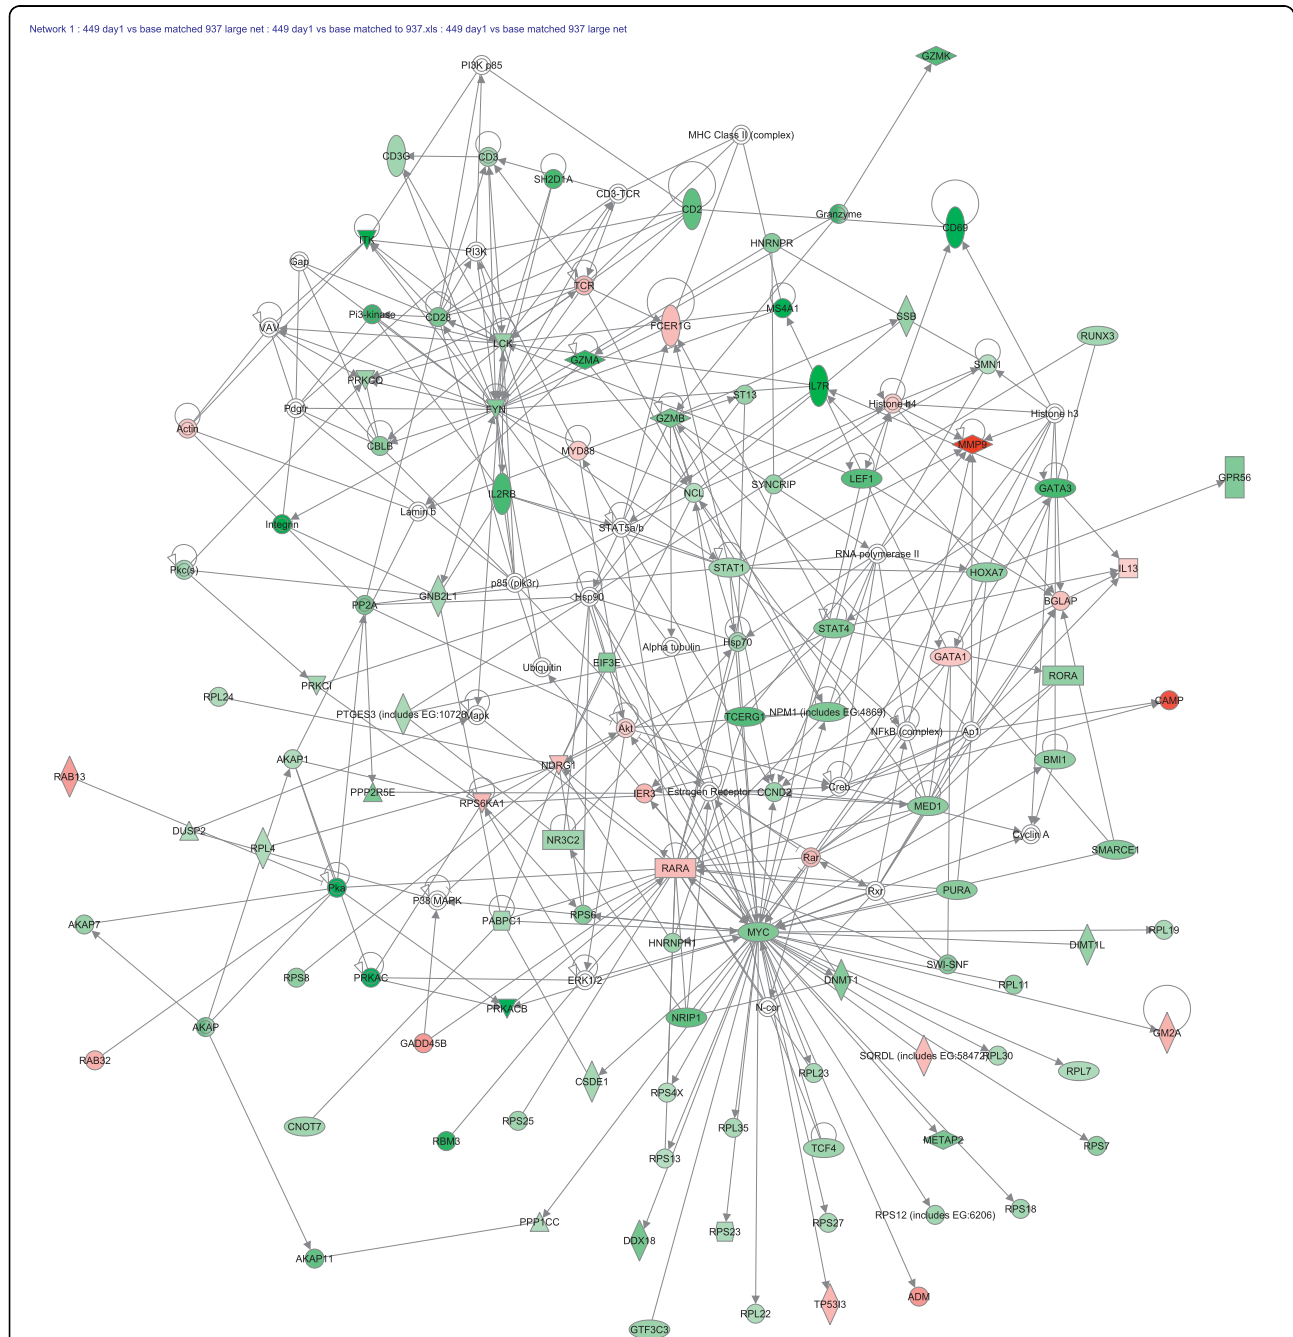 Network 1 : 449 day1 vs base matched 937 large net : 449 day1 vs base matched to 937.xls : 449 day1 vs base matched 937 large net
GZMK
PI3K p85
MHC Class II (complex)
CD3G
CD3
SH2D1A
CD3-TCR
CD2
Granzyme
CD69
ITK
HNRNPR
PI3K
Gap
TCR
MS4A1
Pi3-kinase
CD28
FCER1G
SSB
VAV
RUNX3
LCK
GZMA
SMN1
PRKCQ
IL7R
ST13
Histone h4
Pdgfr
FYN
GZMB
Histone h3
Actin
CBLB
MYD88
MMP9
LEF1
GPR56
SYNCRIP
GATA3
NCL
IL2RB
Lamin b
Integrin
STAT5a/b
RNA polymerase II
Pkc(s)
STAT1
HOXA7
IL13
p85 (pik3r)
GNB2L1
Hsp90
BGLAP
PP2A
STAT4
Hsp70
Alpha tubulin
GATA1
EIF3E
Ubiquitin
RORA
PRKCI
RPL24
CAMP
PTGES3 (includes EG:10728)
Mapk
TCERG1
NPM1 (includes EG:4869)
Akt
NFkB (complex)
Ap1
AKAP1
NDRG1
BMI1
RAB13
PPP2R5E
RPS6KA1
IER3
Estrogen Receptor
CCND2
Creb
MED1
DUSP2
RPL4
NR3C2
Cyclin A
SMARCE1
RARA
Rar
Pka
Rxr
PURA
P38 MAPK
AKAP7
PABPC1
RPS6
MYC
RPL19
HNRNPH1
DIMT1L
SWI-SNF
RPS8
PRKAC
ERK1/2
DNMT1
RPL11
PRKACB
N-cor
NRIP1
AKAP
GM2A
GADD45B
RAB32
SQRDL (includes EG:58472)
RPL30
RPL7
RPL23
CSDE1
RPS4X
CNOT7
RPS25
RPL35
RBM3
METAP2
TCF4
RPS7
RPS13
RPS18
RPS12 (includes EG:6206)
PPP1CC
RPS27
RPS23
DDX18
AKAP11
ADM
TP53I3
RPL22
GTF3C3